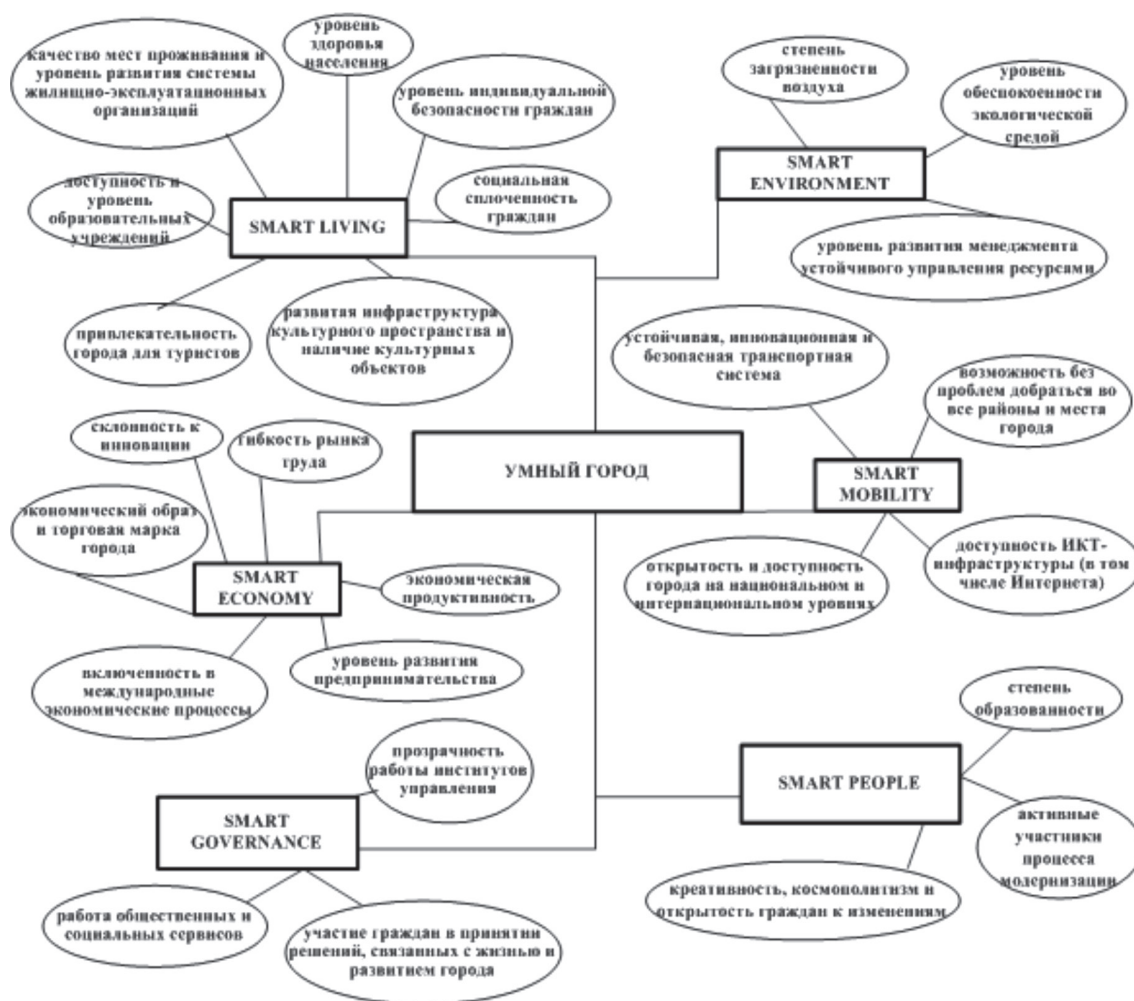 уровень
здоровья
населения
качество мест проживания и
уровень развития системы
жилищно-эксплуатационных
организаций
уровень индивидуальной
безопасности граждан
доступность и
уровень
образовательных
учреждений
SMART LIVING
социальная
сплоченность
граждан
привлекательность
города для туристов
развитая инфраструктура
культурного пространства и
наличие культурных
объектов
степень
загрязненности
воздуха
уровень
обеспокоенности
экологической
средой
SMART
ENVIRONMENT
уровень развития менеджмента
устойчивого управления ресурсами
устойчивая, инновационная и
безопасная транспортная
система
возможность без
проблем добраться во
все районы и места
города
УМНЫЙ ГОРОД
SMART
MOBILITY
открытость и доступность
города на национальном и
интернациональном уровнях
доступность ИКТ-
инфраструктуры (в том
числе Интернета)
склонность к
инновации
гибкость рынка
труда
экономический образ
и торговая марка
города
SMART
ECONOMY
экономическая
продуктивность
включенность в
международные
экономические процессы
уровень развития
предпринимательства
прозрачность
работы институтов
управления
SMART
GOVERNANCE
работа общественных и
социальных сервисов
участие граждан в принятии
решений, связанных с жизнью и
развитием города
степень
образованности
SMART PEOPLE
активные
участники
процесса
модернизации
креативность, космополитизм и
открытость граждан к изменениям